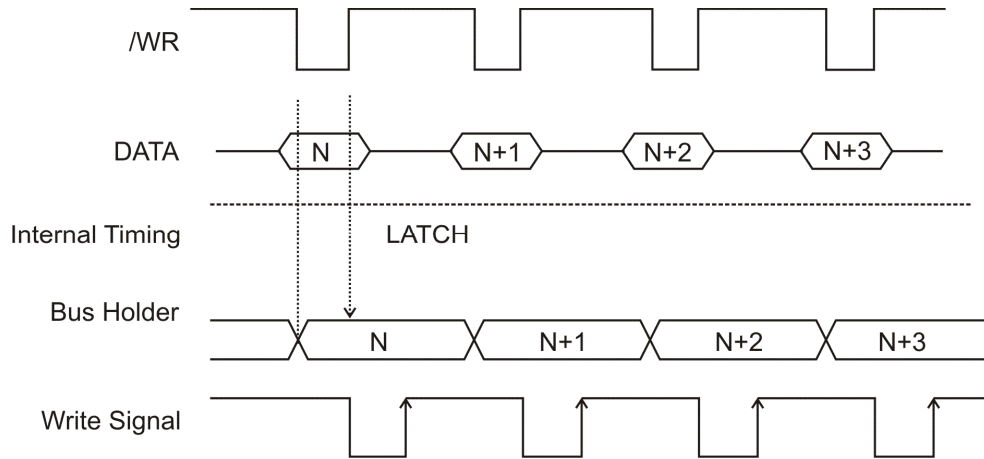 /WR
DATA
N
N+1
N+2
N+3
Internal Timing
LATCH
Bus Holder
N
N+1
N+2
N+3
Write Signal